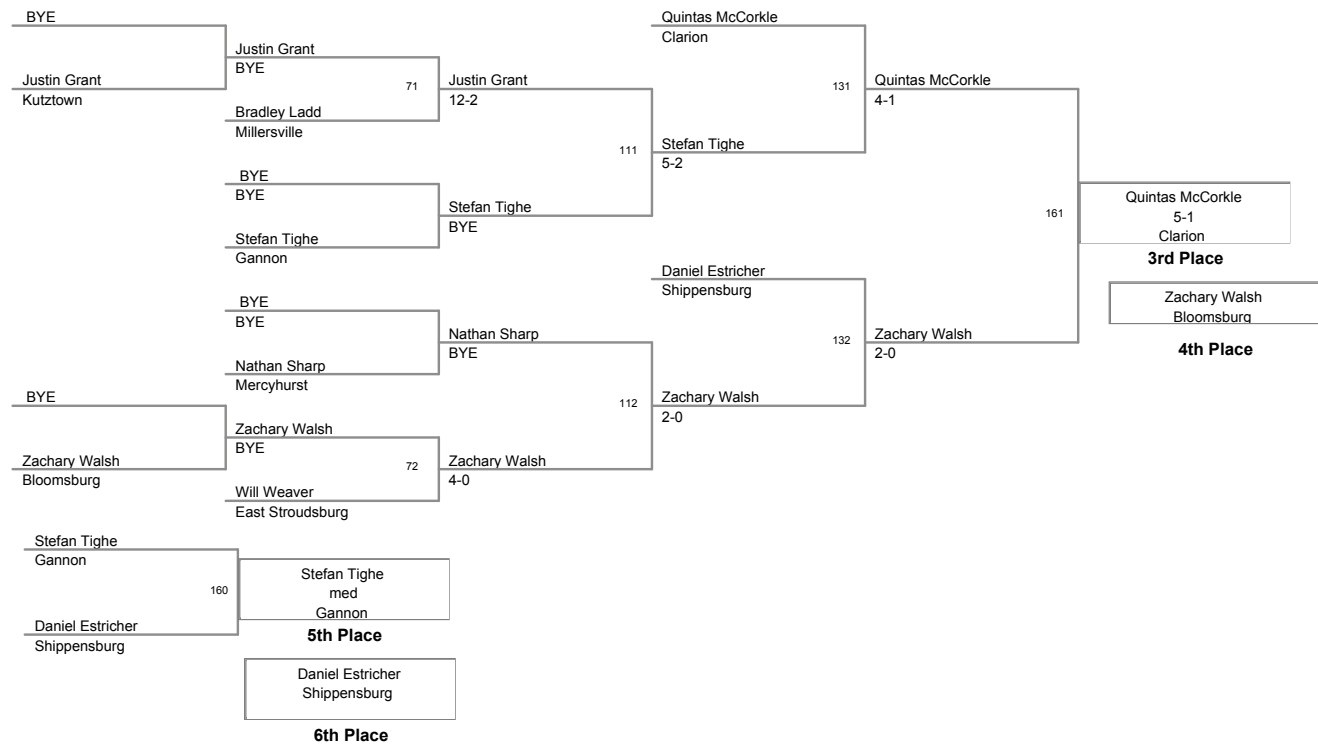 BYE
Justin Grant
Kutztown
Justin Grant
BYE
Bradley Ladd
Millersville
71
Justin Grant
12-2
BYE
BYE
Stefan Tighe
Gannon
Stefan Tighe
BYE
111
Stefan Tighe
5-2
Quintas McCorkle
Clarion
131
Quintas McCorkle
4-1
BYE
BYE
Nathan Sharp
Mercyhurst
Nathan Sharp
BYE
BYE
Zachary Walsh
Bloomsburg
Zachary Walsh
BYE
Will Weaver
East Stroudsburg
72
Zachary Walsh
4-0
112
Zachary Walsh
2-0
Daniel Estricher
Shippensburg
132
Zachary Walsh
2-0
161
Quintas McCorkle
5-1
Clarion
3rd Place
Zachary Walsh
Bloomsburg
4th Place
Stefan Tighe
Gannon
Daniel Estricher
Shippensburg
160
Stefan Tighe
med
Gannon
5th Place
Daniel Estricher
Shippensburg
6th Place